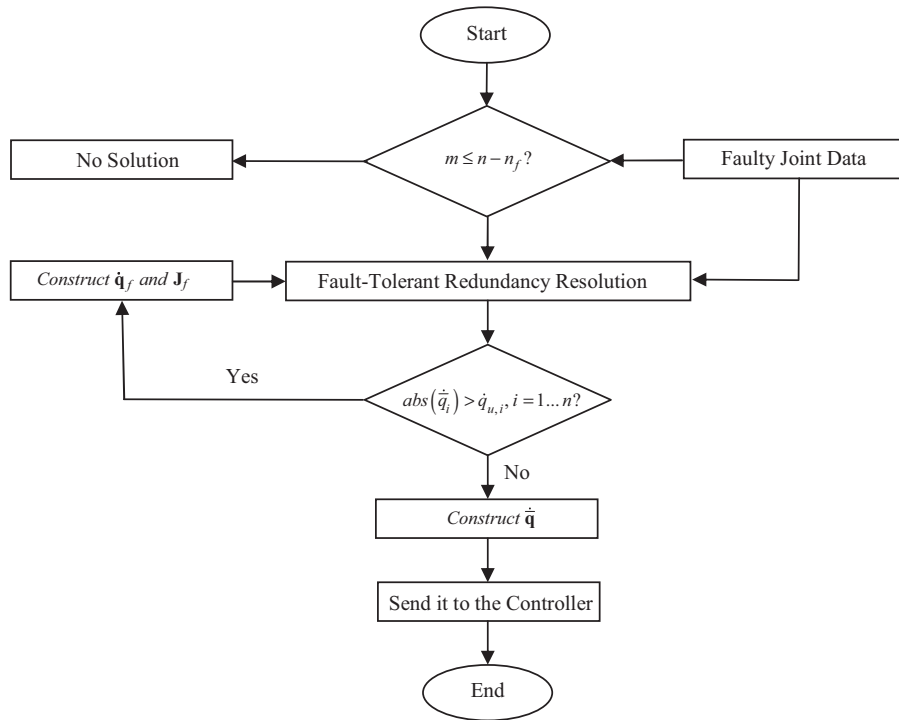 Start
m ≤ n − n_f ?
No Solution
Faulty Joint Data
Construct q̇_f and J_f
Fault-Tolerant Redundancy Resolution
Yes
abs(q̅̇_i) > q̇_{u,i}, i = 1... n?
No
Construct q̅̇
Send it to the Controller
End